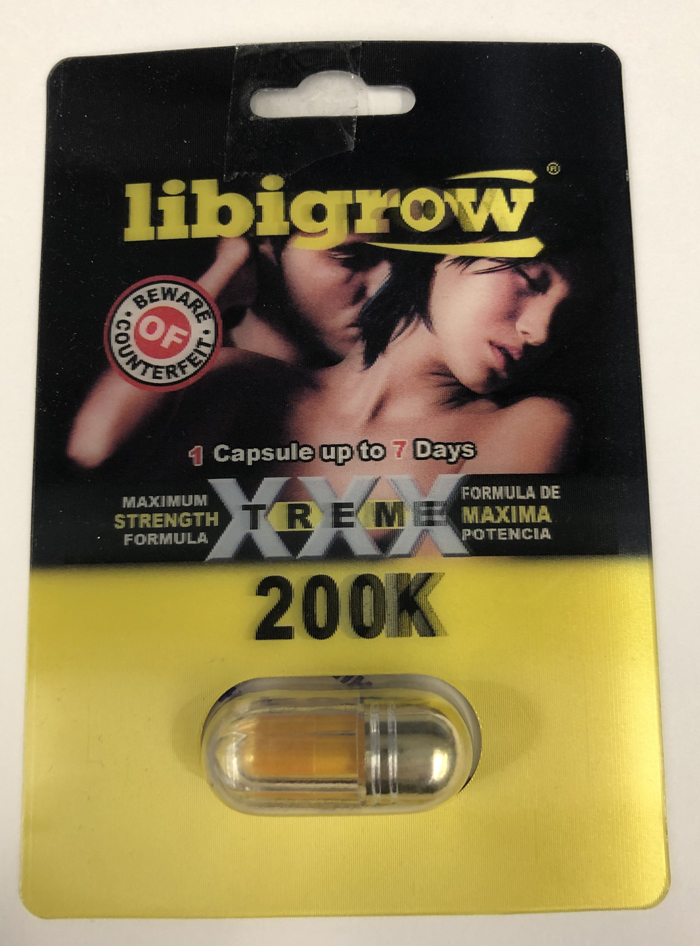 libigrow®
BEWARE
OF
COUNTERFEIT
1 Capsule up to 7 Days
MAXIMUM
STRENGTH
FORMULA
XXX
TREME
FORMULA DE
MAXIMA
POTENCIA
200K